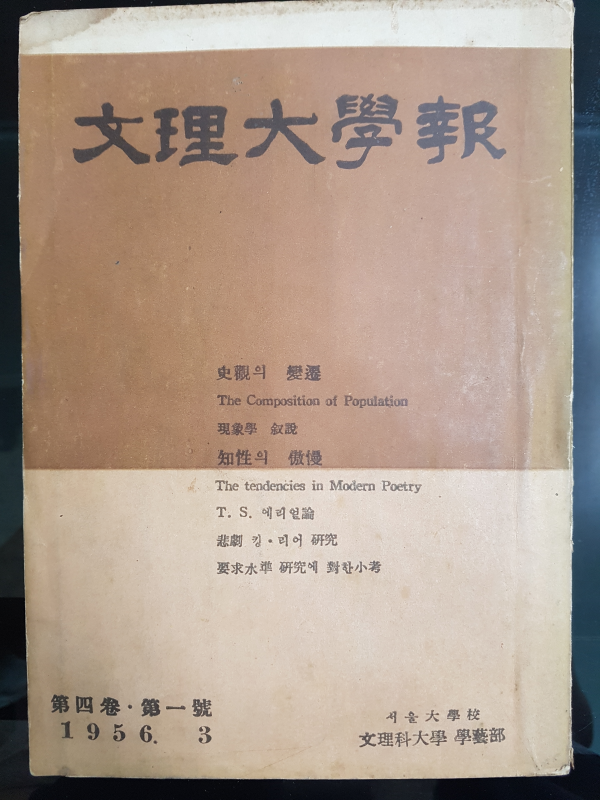 文理大學報
史觀의 變遷
The Composition of Population
現象學 叙說
知性의 傲慢
The tendencies in Modern Poetry
T. S.에리얼論
悲劇 킹·리어 硏究
要求水準 硏究에 對한小考
第四卷·第一號
1956. 3
서울大學校
文理科大學 學藝部